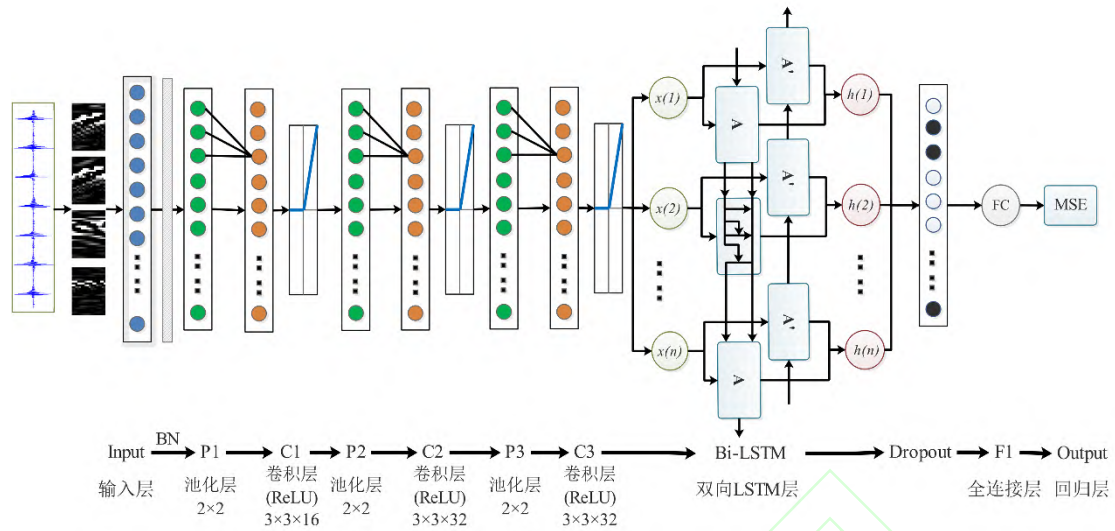 A'
x(1)
A
h(1)
A'
x(2)
h(2)
FC
MSE
A'
x(n)
A
h(n)
Input
BN
P1
C1
P2
C2
P3
C3
Bi-LSTM
Dropout
F1
Output
输入层
池化层
2×2
卷积层
(ReLU)
3×3×16
池化层
2×2
卷积层
(ReLU)
3×3×32
池化层
2×2
卷积层
(ReLU)
3×3×32
双向LSTM层
全连接层
回归层